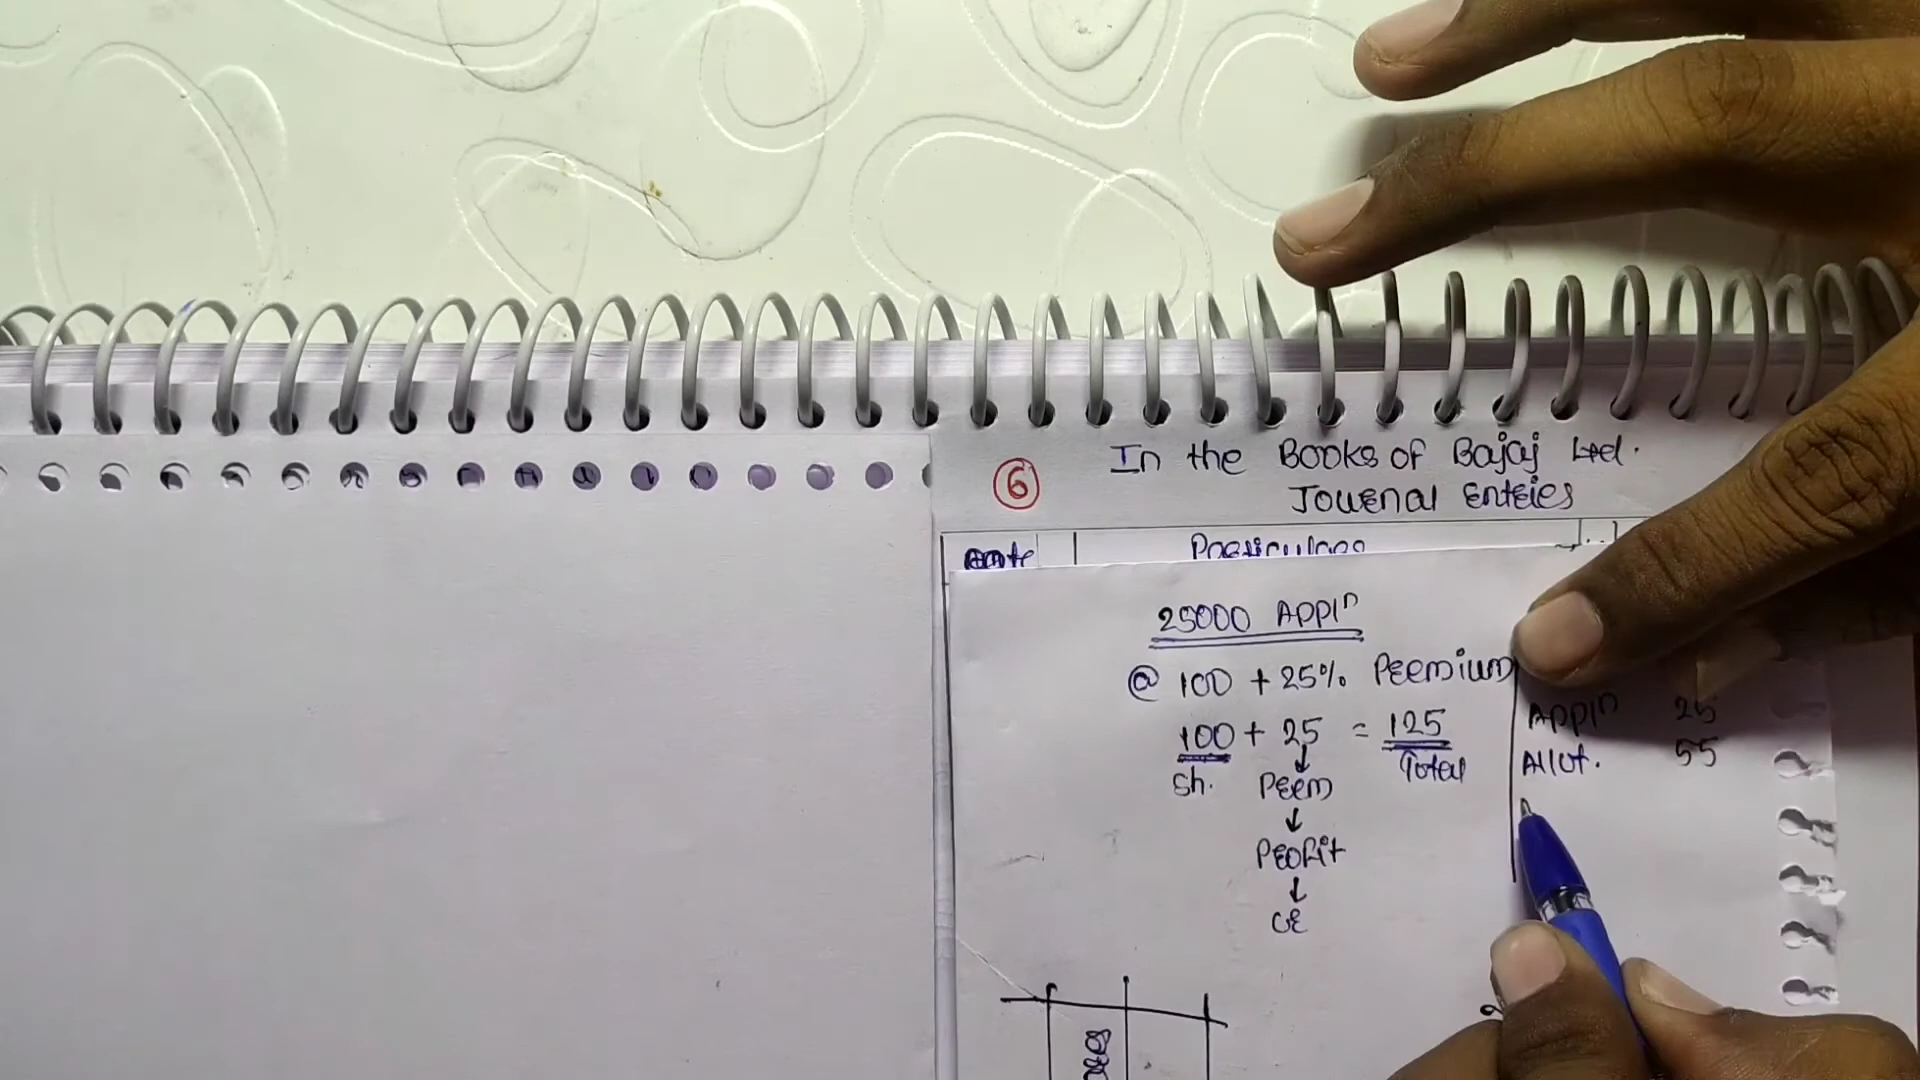 6
In the Books of Bajaj Ltd.
Journal Entries
Particulars
25000 Appln
@ 100 + 25% Premium
100 + 25 = 125
Sh. Prem Total
↓
Profit
↓
CR
Appln 25
Allot. 55